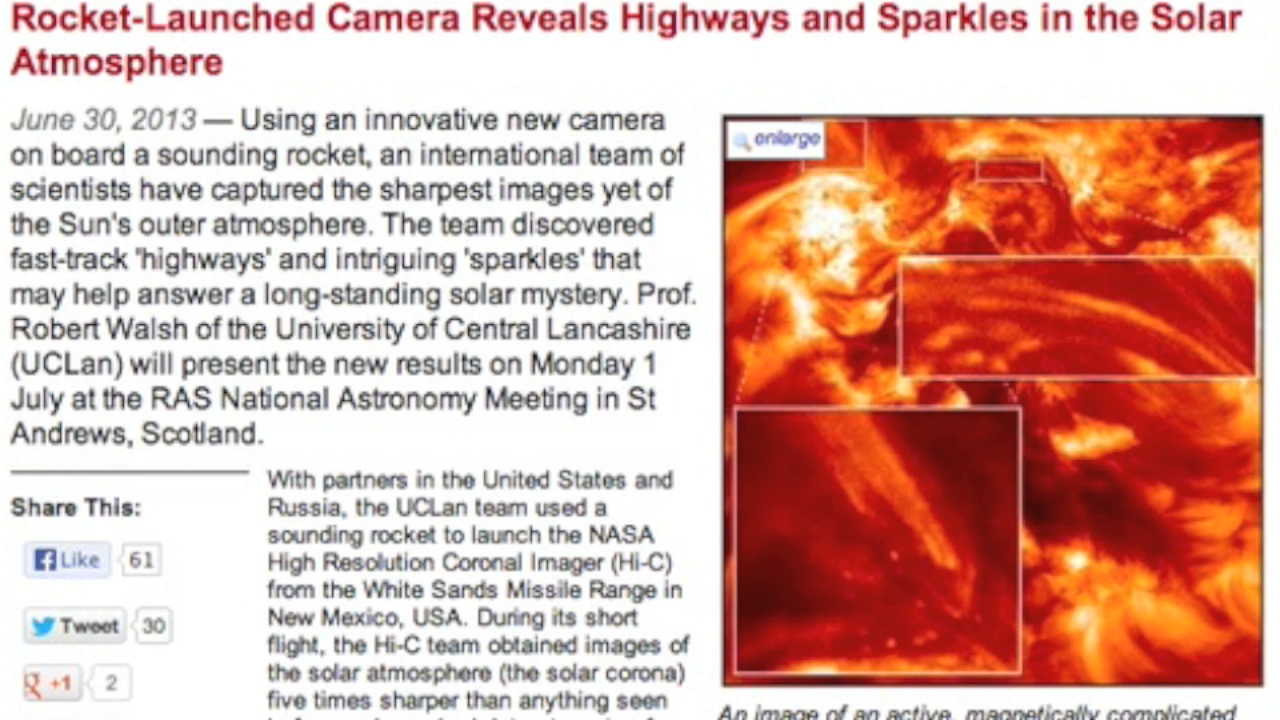 Rocket-Launched Camera Reveals Highways and Sparkles in the Solar
Atmosphere
June 30, 2013 — Using an innovative new camera
on board a sounding rocket, an international team of
scientists have captured the sharpest images yet of
the Sun's outer atmosphere. The team discovered
fast-track 'highways' and intriguing 'sparkles' that
may help answer a long-standing solar mystery. Prof.
Robert Walsh of the University of Central Lancashire
(UCLan) will present the new results on Monday 1
July at the RAS National Astronomy Meeting in St
Andrews, Scotland.
Share This:
Like 61
Tweet 30
+1 2
With partners in the United States and
Russia, the UCLan team used a
sounding rocket to launch the NASA
High Resolution Coronal Imager (Hi-C)
from the White Sands Missile Range in
New Mexico, USA. During its short
flight, the Hi-C team obtained images of
the solar atmosphere (the solar corona)
five times sharper than anything seen
enlarge
An image of an active, magnetically complicated